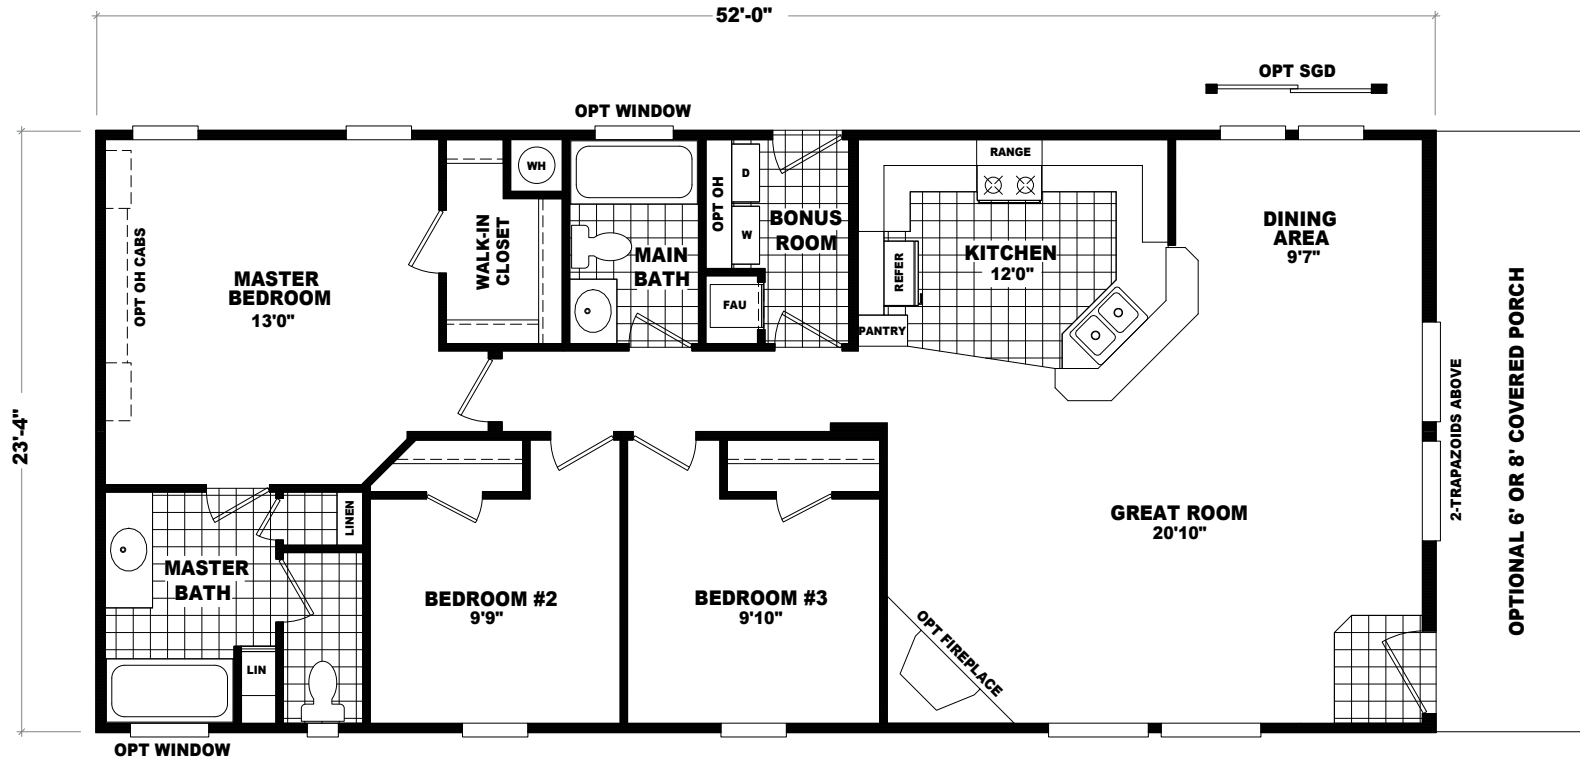 52'-0"
OPT SGD
OPT WINDOW
RANGE
WH
D
W
OPT OH
BONUS
ROOM
DINING
AREA
9'7"
WALK-IN
CLOSET
MAIN
BATH
KITCHEN
12'0"
REFER
OPT OH CABS
MASTER
BEDROOM
13'0"
FAU
PANTRY
23'-4"
2-TRAPAZOIDS ABOVE
OPTIONAL 6' OR 8' COVERED PORCH
LINEN
GREAT ROOM
20'10"
MASTER
BATH
BEDROOM #2
9'9"
BEDROOM #3
9'10"
OPT FIREPLACE
LIN
OPT WINDOW